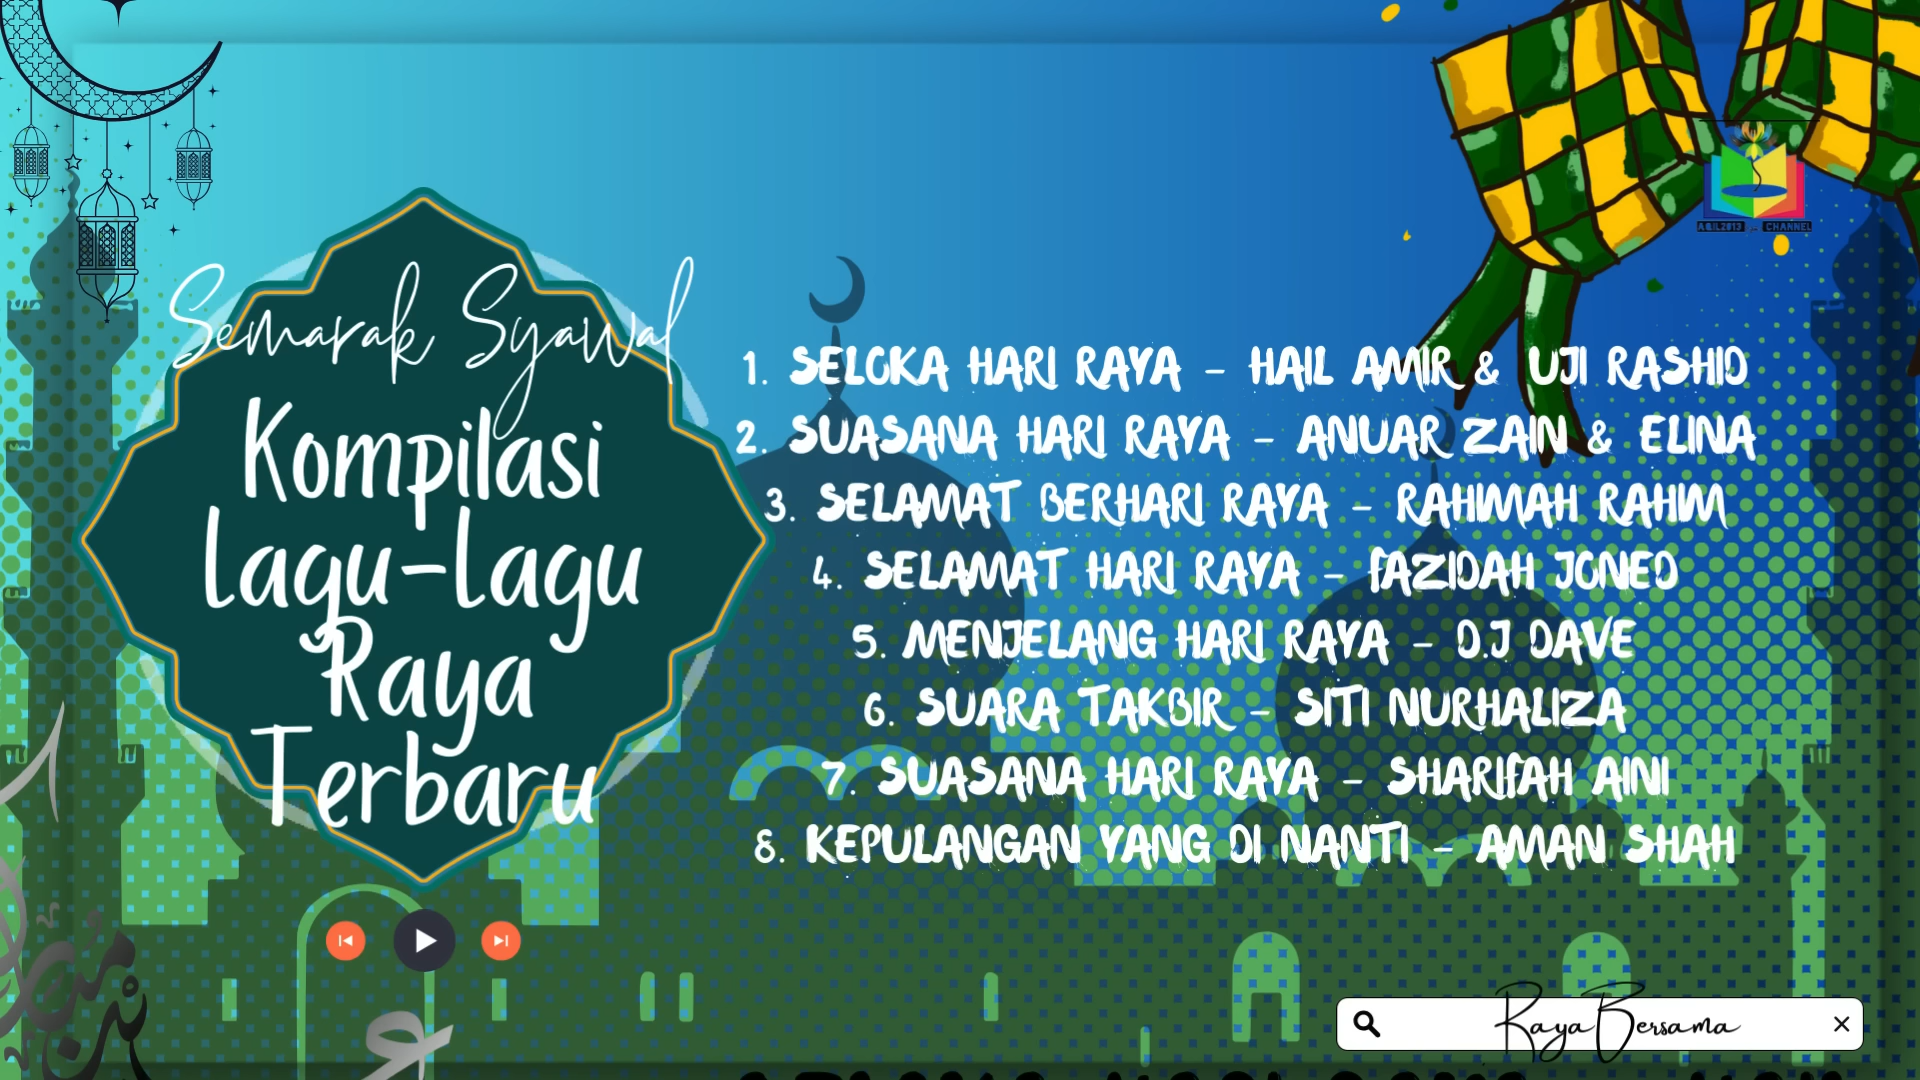 Semarak Syawal
Kompilasi
Lagu-Lagu
Raya
Terbaru
1. SELOKA HARI RAYA - HAIL AMIR & UJI RASHID
2. SUASANA HARI RAYA - ANUAR ZAIN & ELINA
3. SELAMAT BERHARI RAYA - RAHIMAH RAHIM
4. SELAMAT HARI RAYA - FAZIDAH JONED
5. MENJELANG HARI RAYA - D.J DAVE
6. SUARA TAKBIR - SITI NURHALIZA
7. SUASANA HARI RAYA - SHARIFAH AINI
8. KEPULANGAN YANG DI NANTI - AMAN SHAH
AQIL2013 CHANNEL
Raya Bersama